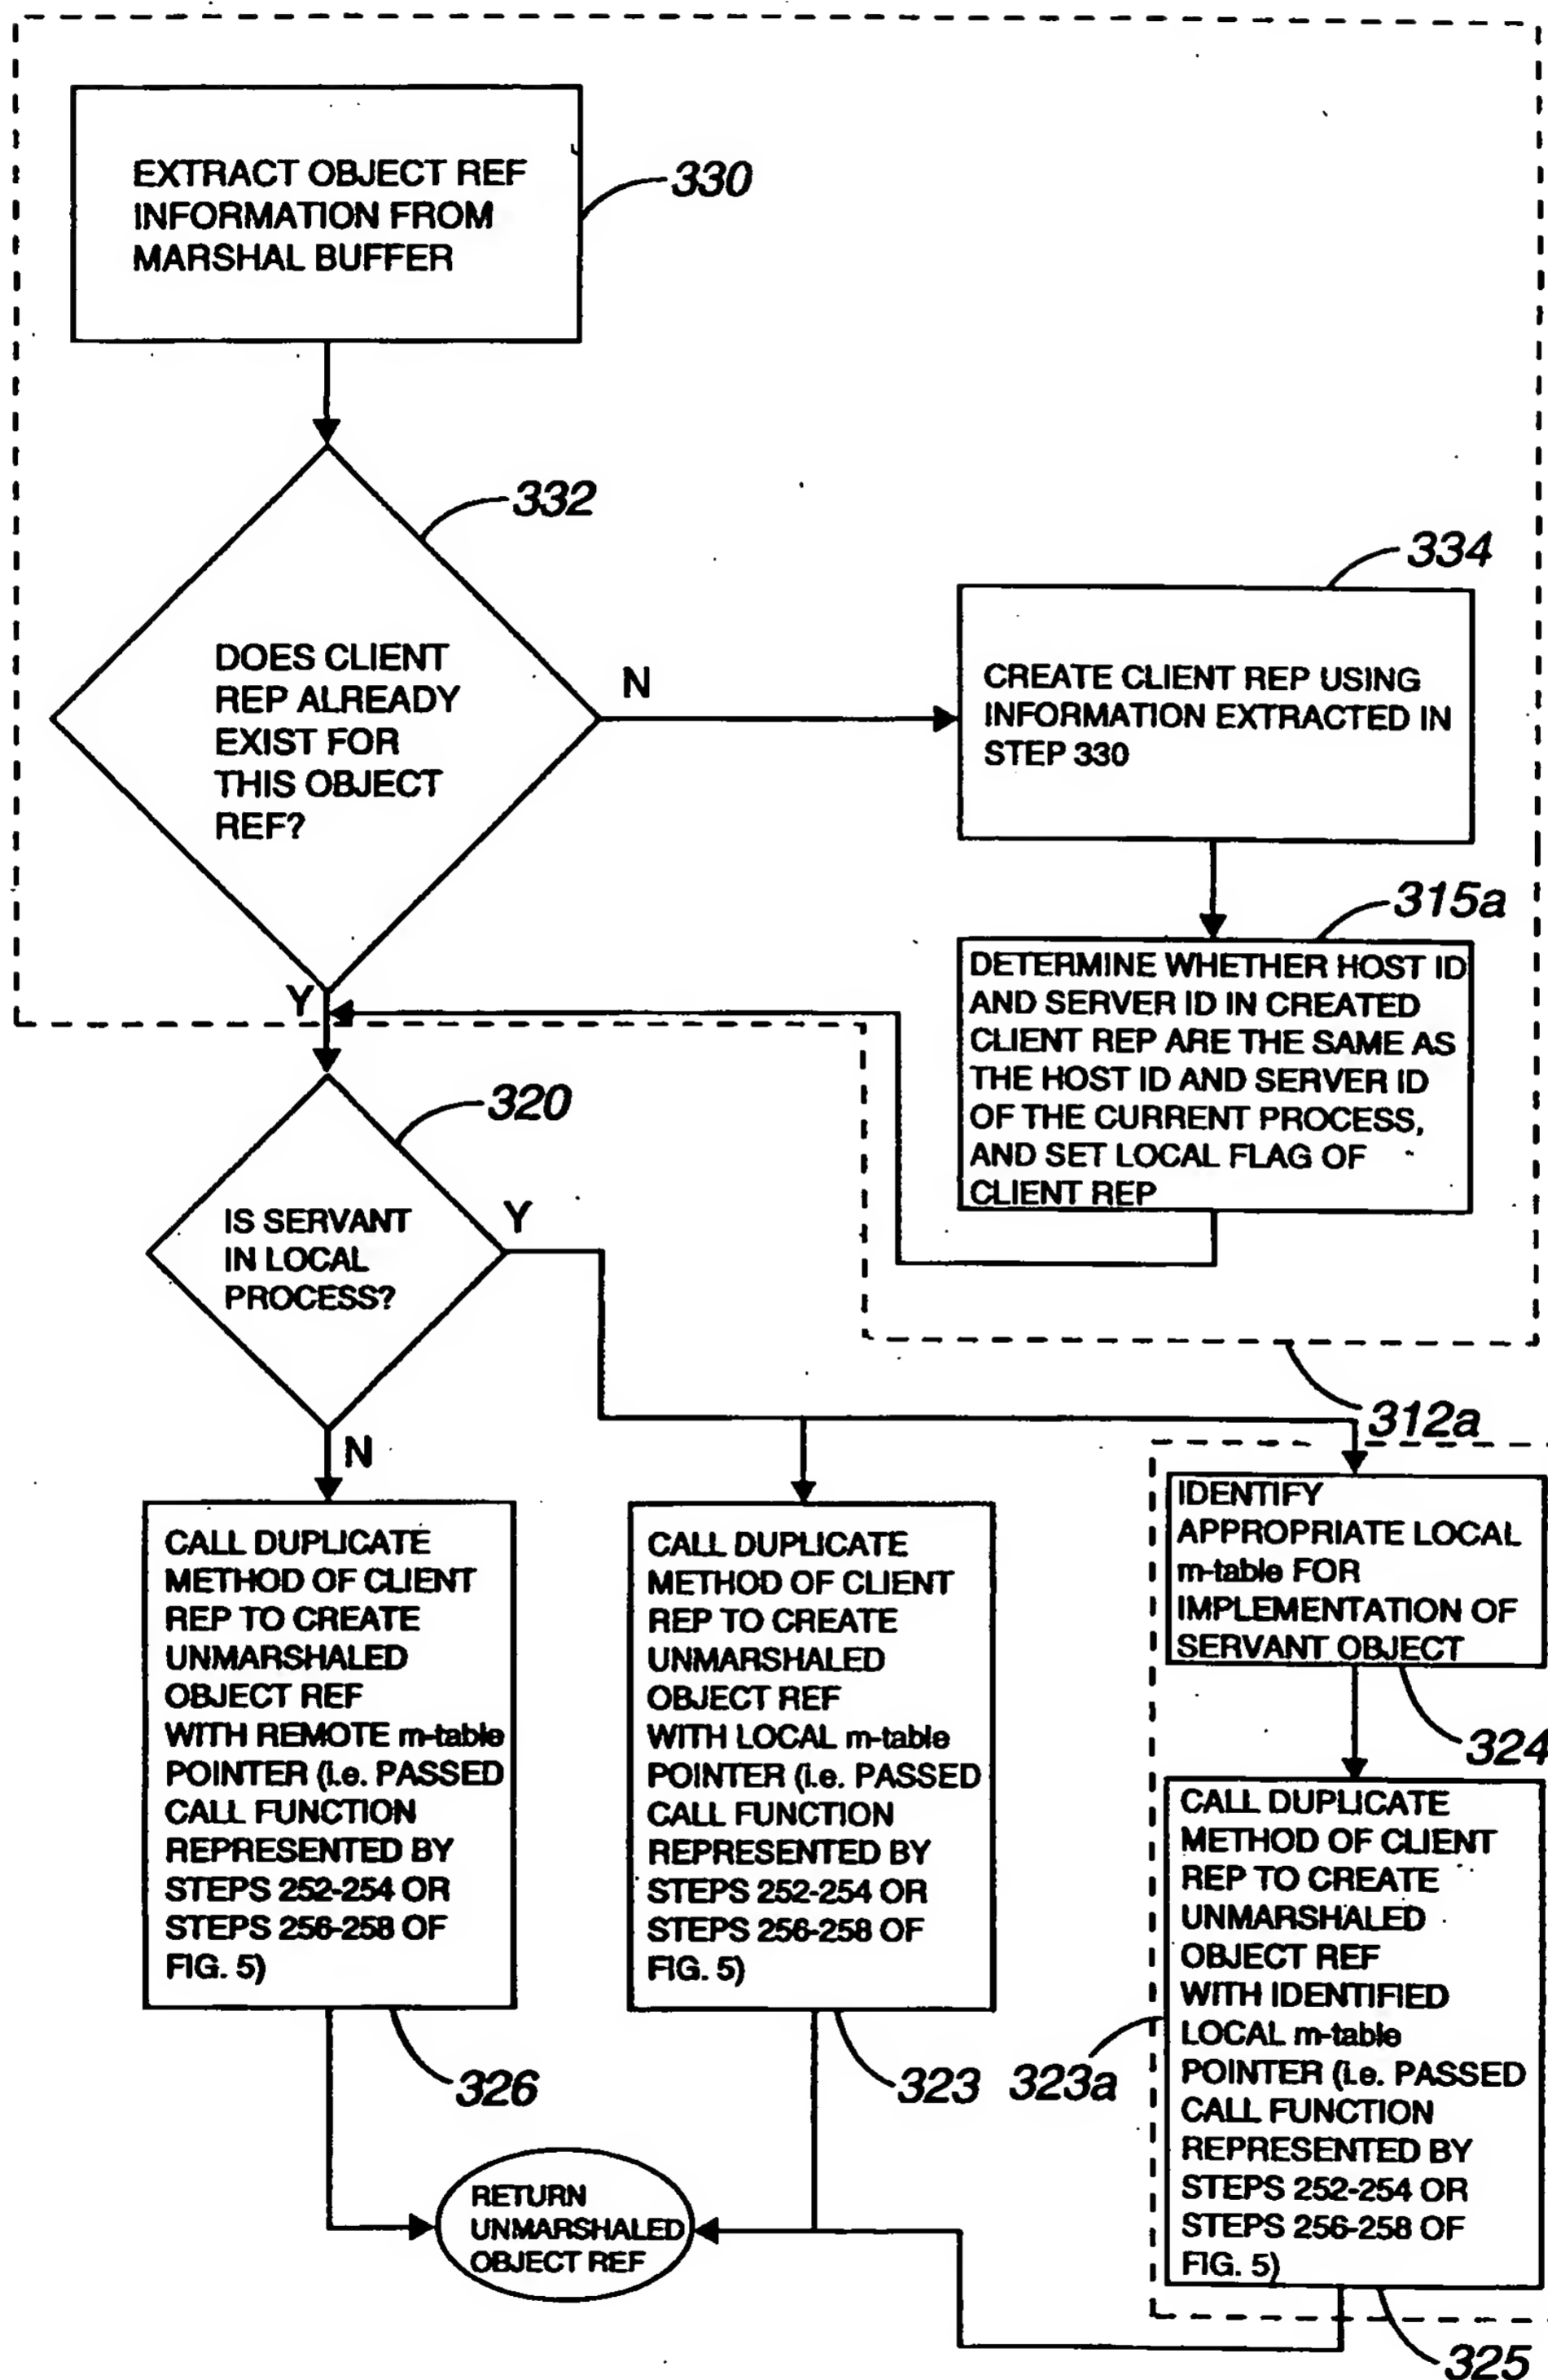 EXTRACT OBJECT REF
INFORMATION FROM
MARSHAL BUFFER
330
332
DOES CLIENT
REP ALREADY
EXIST FOR
THIS OBJECT
REF?
N
334
CREATE CLIENT REP USING
INFORMATION EXTRACTED IN
STEP 330
315a
DETERMINE WHETHER HOST ID
AND SERVER ID IN CREATED
CLIENT REP ARE THE SAME AS
THE HOST ID AND SERVER ID
OF THE CURRENT PROCESS,
AND SET LOCAL FLAG OF
CLIENT REP
Y
320
IS SERVANT
IN LOCAL
PROCESS?
Y
312a
N
CALL DUPLICATE
METHOD OF CLIENT
REP TO CREATE
UNMARSHALED
OBJECT REF
WITH REMOTE m-table
POINTER (i.e. PASSED
CALL FUNCTION
REPRESENTED BY
STEPS 252-254 OR
STEPS 256-258 OF
FIG. 5)
326
CALL DUPLICATE
METHOD OF CLIENT
REP TO CREATE
UNMARSHALED
OBJECT REF
WITH LOCAL m-table
POINTER (i.e. PASSED
CALL FUNCTION
REPRESENTED BY
STEPS 252-254 OR
STEPS 256-258 OF
FIG. 5)
323
IDENTIFY
APPROPRIATE LOCAL
m-table FOR
IMPLEMENTATION OF
SERVANT OBJECT
324
323a
CALL DUPLICATE
METHOD OF CLIENT
REP TO CREATE
UNMARSHALED
OBJECT REF
WITH IDENTIFIED
LOCAL m-table
POINTER (i.e. PASSED
CALL FUNCTION
REPRESENTED BY
STEPS 252-254 OR
STEPS 256-258 OF
FIG. 5)
325
RETURN
UNMARSHALED
OBJECT REF